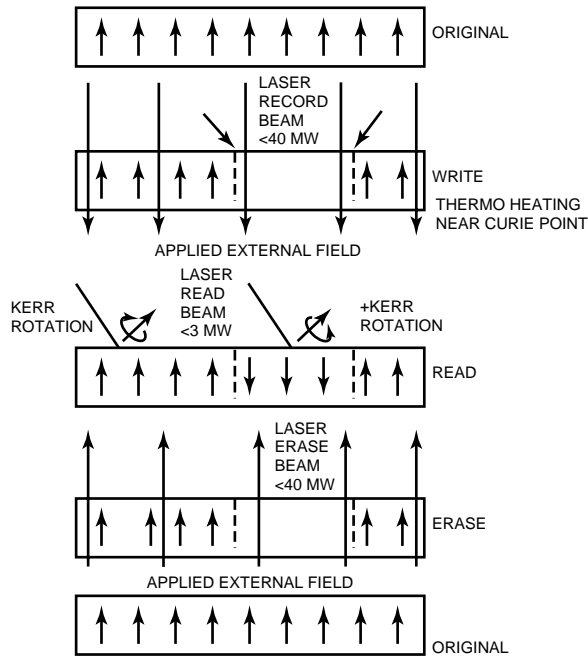 ORIGINAL
LASER
RECORD
BEAM
<40 MW
WRITE
THERMO HEATING
NEAR CURIE POINT
APPLIED EXTERNAL FIELD
KERR
ROTATION
LASER
READ
BEAM
<3 MW
+KERR
ROTATION
READ
LASER
ERASE
BEAM
<40 MW
ERASE
APPLIED EXTERNAL FIELD
ORIGINAL